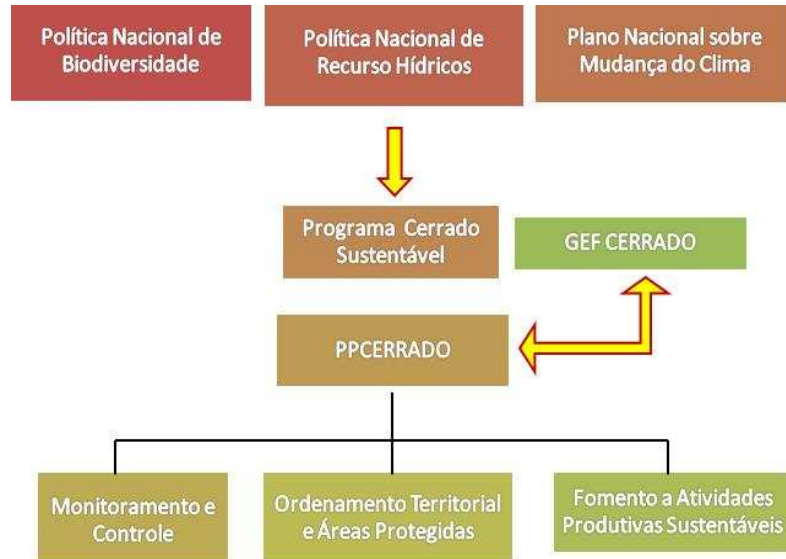 Política Nacional de
Biodiversidade
Política Nacional de
Recurso Hídricos
Plano Nacional sobre
Mudança do Clima
Programa Cerrado
Sustentável
GEF CERRADO
PPCERRADO
Monitoramento e
Controle
Ordenamento Territorial
e Áreas Protegidas
Fomento a Atividades
Produtivas Sustentáveis